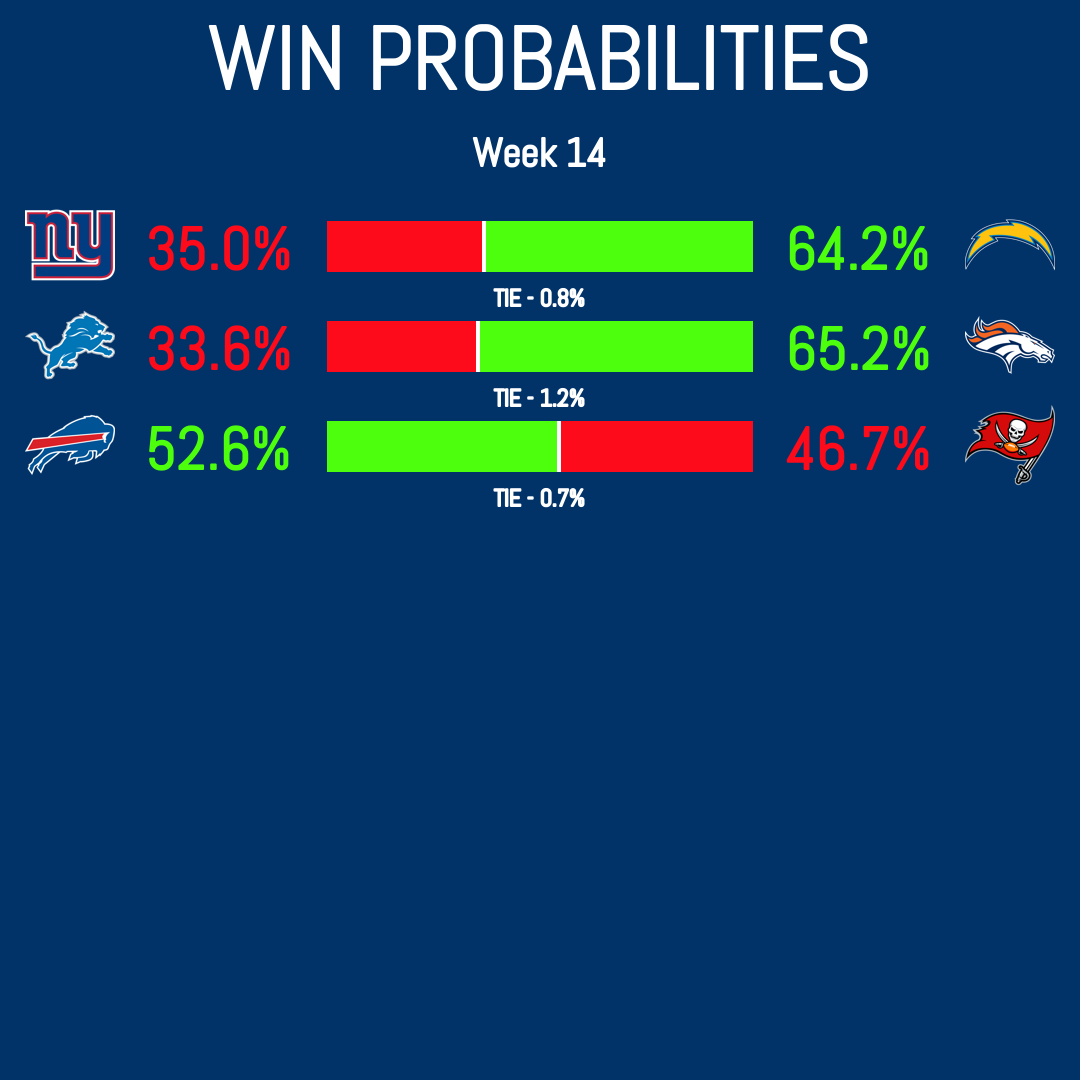 WIN PROBABILITIES
Week 14
ny 35.0% 64.2%
TIE - 0.8%
33.6% 65.2%
TIE - 1.2%
52.6% 46.7%
TIE - 0.7%